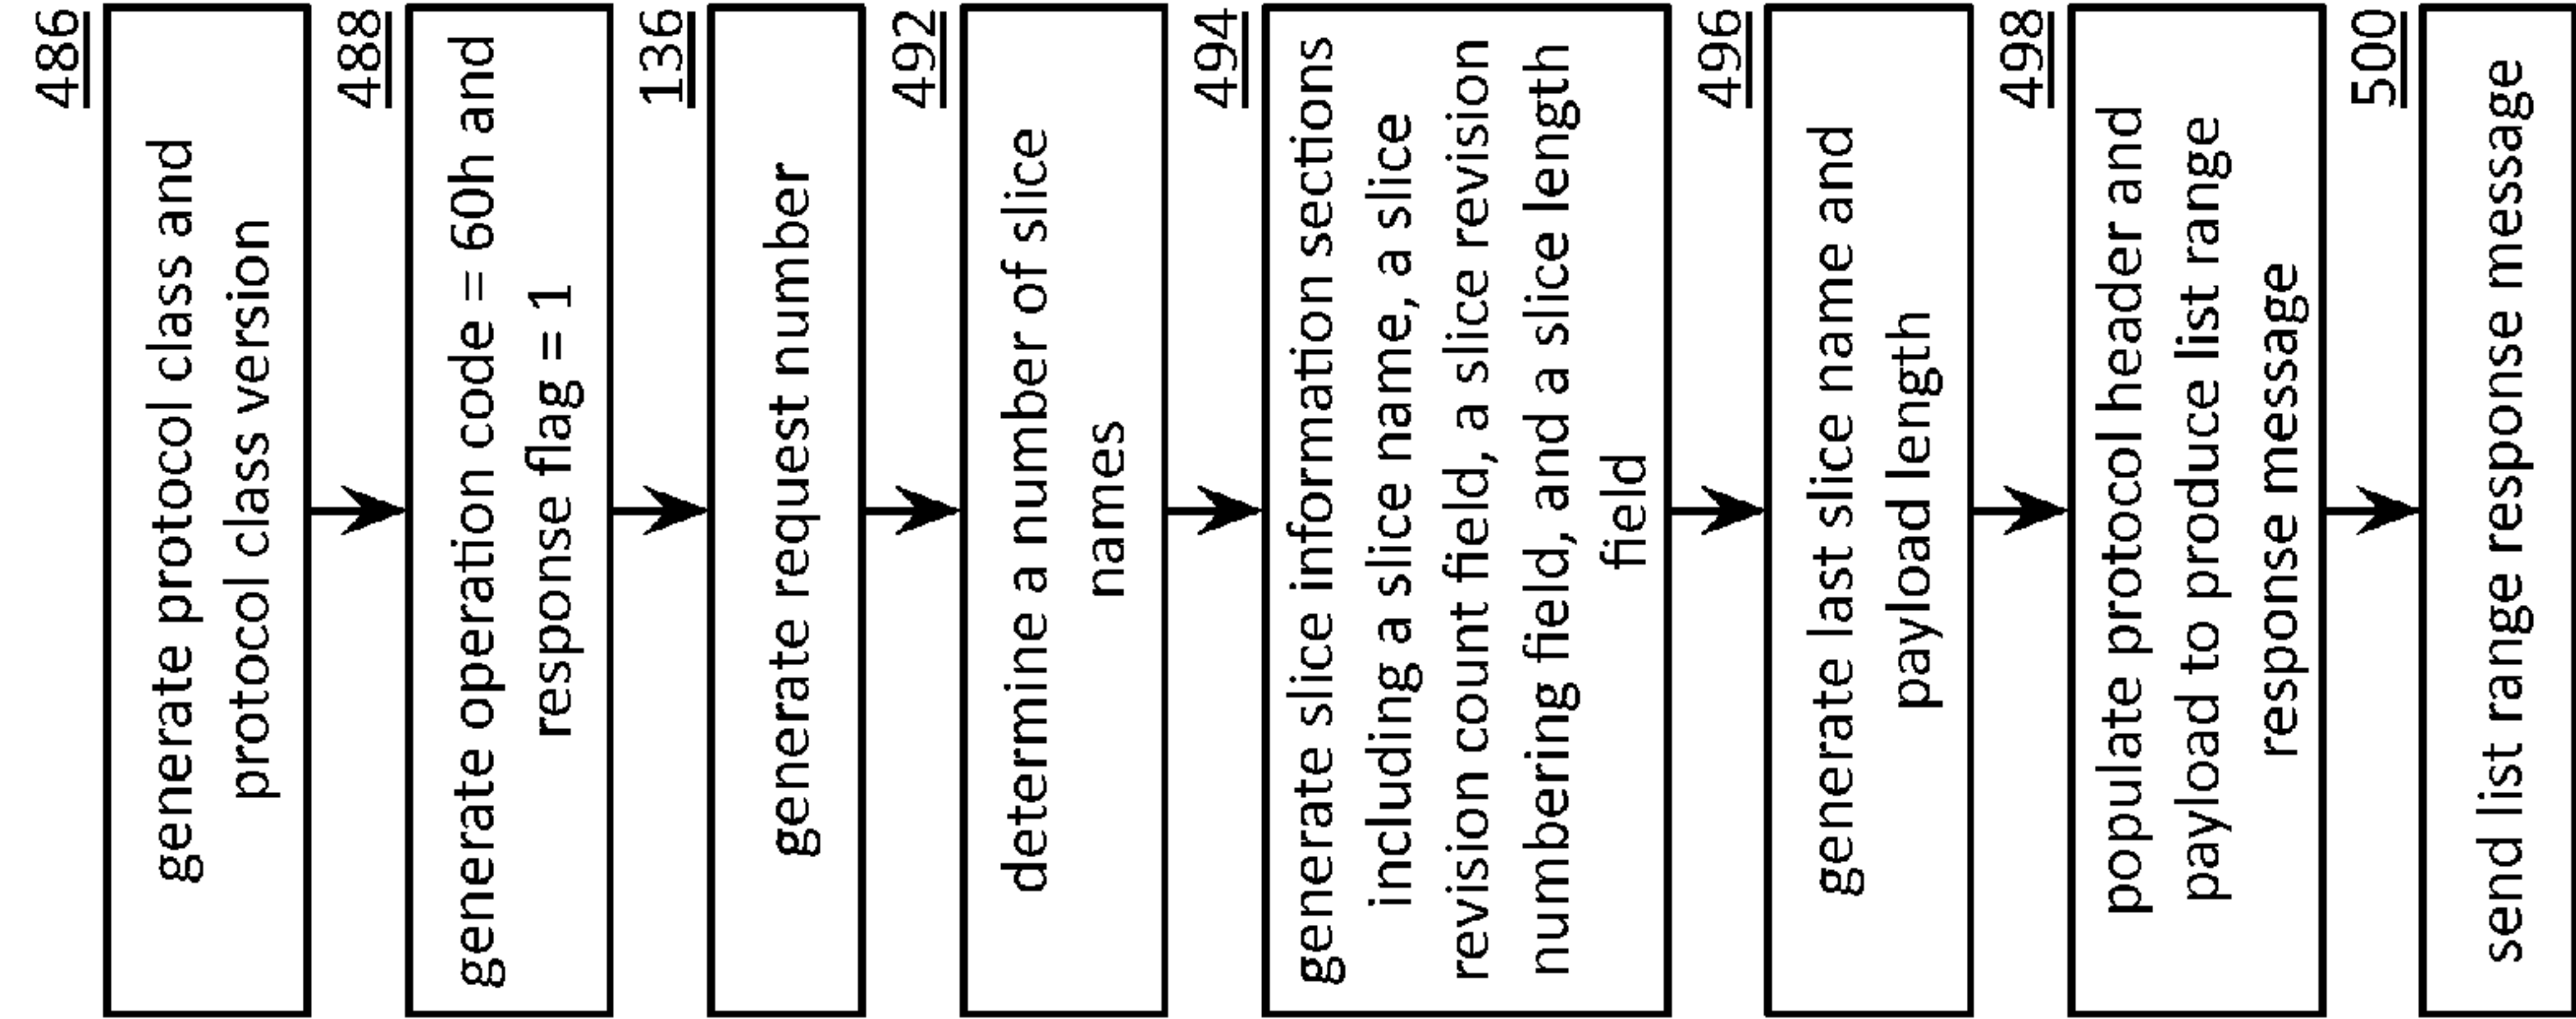 486
generate protocol class and
protocol class version
488
generate operation code = 60h and
response flag = 1
136
generate request number
492
determine a number of slice
names
494
generate slice information sections
including a slice name, a slice
revision count field, a slice revision
numbering field, and a slice length
field
496
generate last slice name and
payload length
498
populate protocol header and
payload to produce list range
response message
500
send list range response message